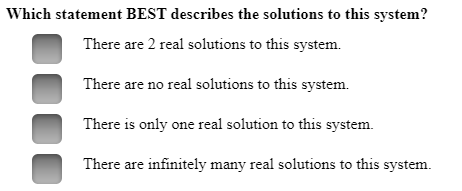 Which statement BEST describes the solutions to this system?
There are 2 real solutions to this system.
There are no real solutions to this system.
There is only one real solution to this system.
There are infinitely many real solutions to this system.